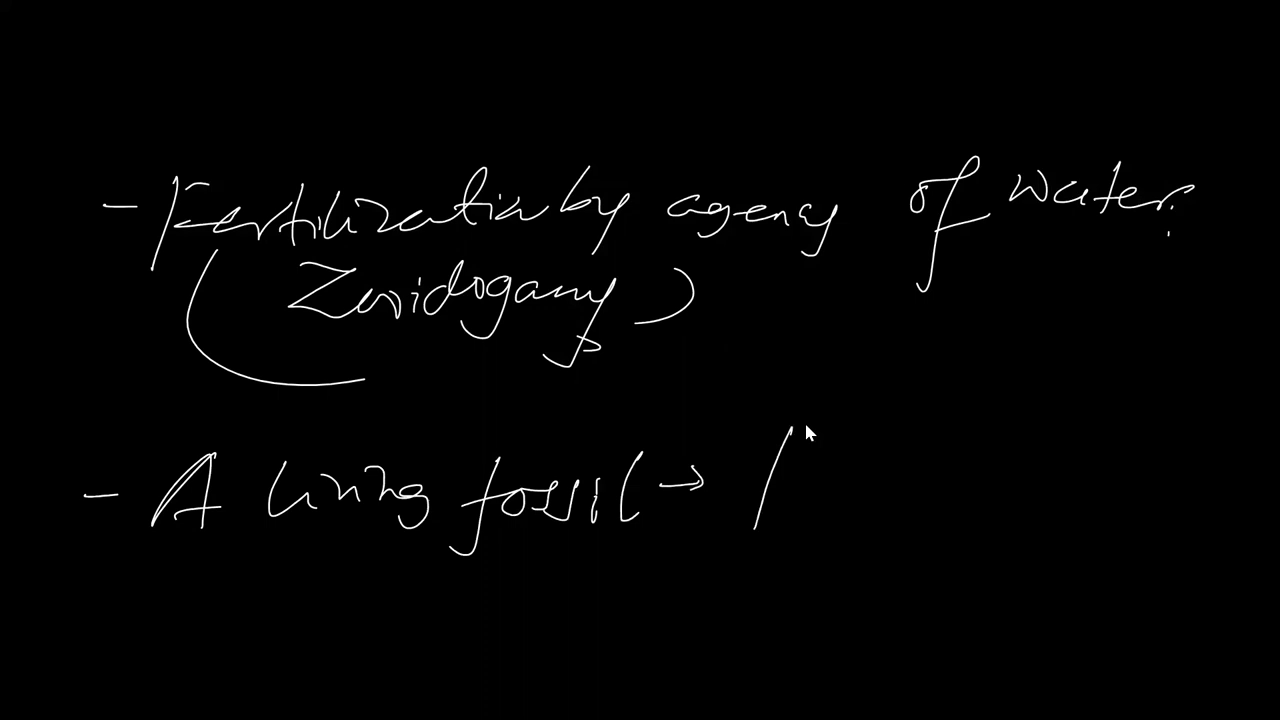 - Fertilization by agency of water.
( Zooidogamy )
- A living fossil →